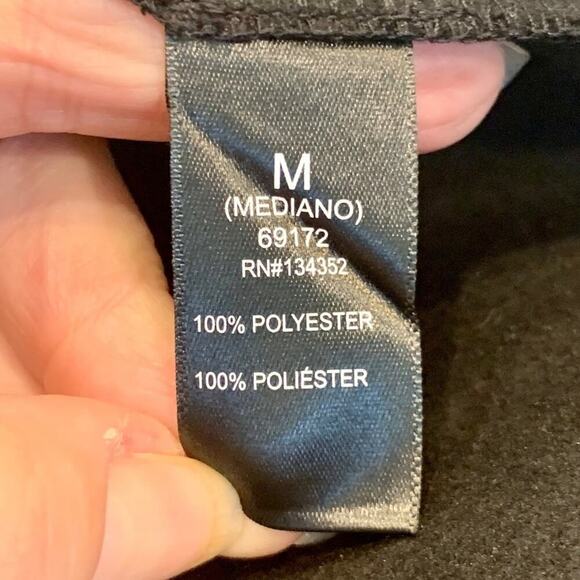 M
(MEDIANO)
69172
RN#134352
100% POLYESTER
100% POLIÉSTER